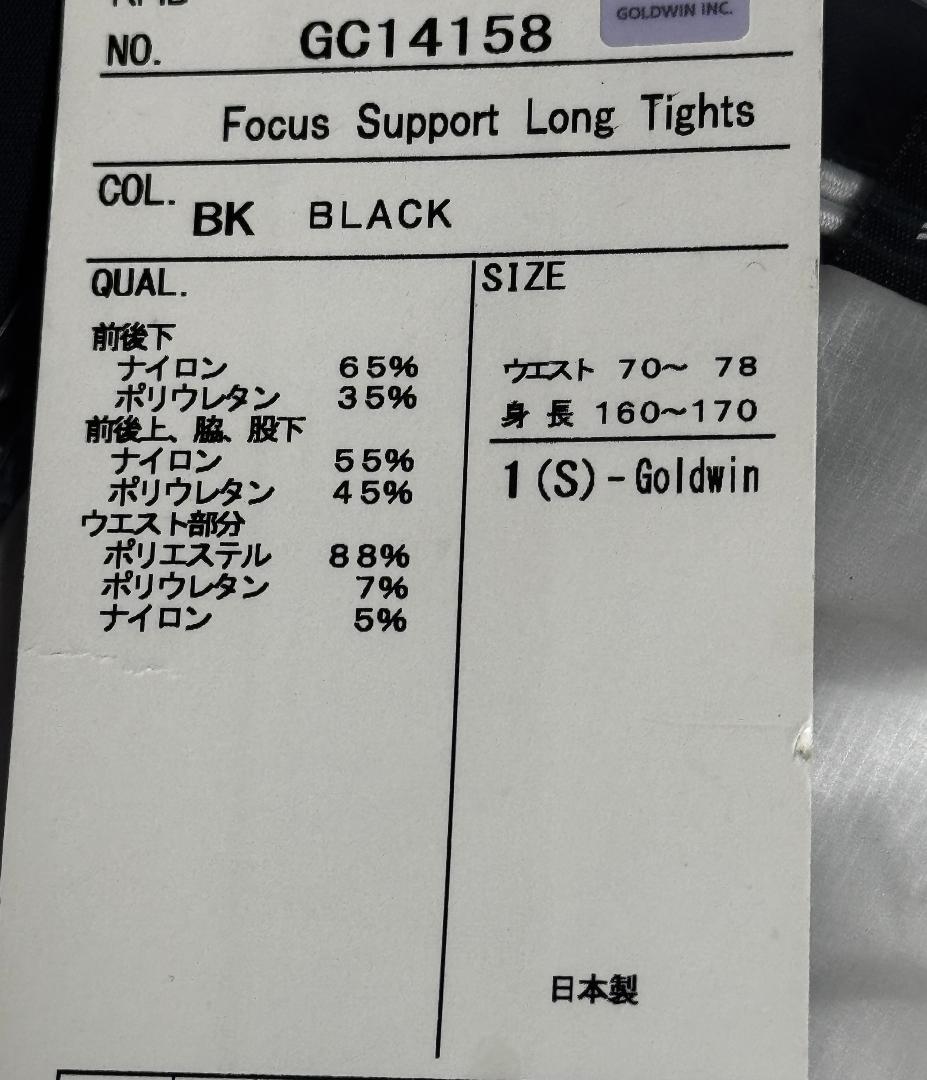 GOLDWIN INC.
NO. GC14158
Focus Support Long Tights
COL. BK BLACK
QUAL.
前後下
ナイロン 65%
ポリウレタン 35%
前後上、脇、股下
ナイロン 55%
ポリウレタン 45%
ウエスト部分
ポリエステル 88%
ポリウレタン 7%
ナイロン 5%
SIZE
ウエスト 70〜 78
身長 160〜170
1(S)-Goldwin
日本製